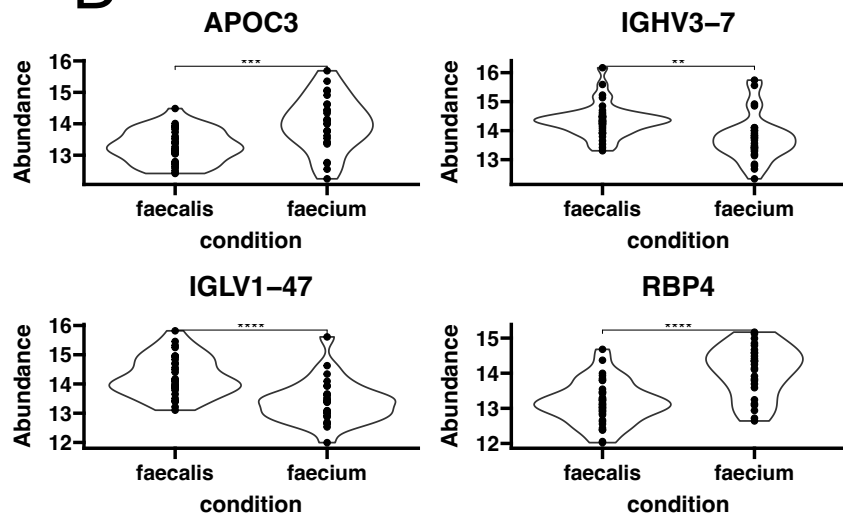 D
APOC3
16
15
14
13
Abundance
***
faecalis faecium
condition
IGHV3–7
16
15
14
13
Abundance
**
faecalis faecium
condition
IGLV1–47
16
15
14
13
12
Abundance
****
faecalis faecium
condition
RBP4
15
14
13
12
Abundance
****
faecalis faecium
condition